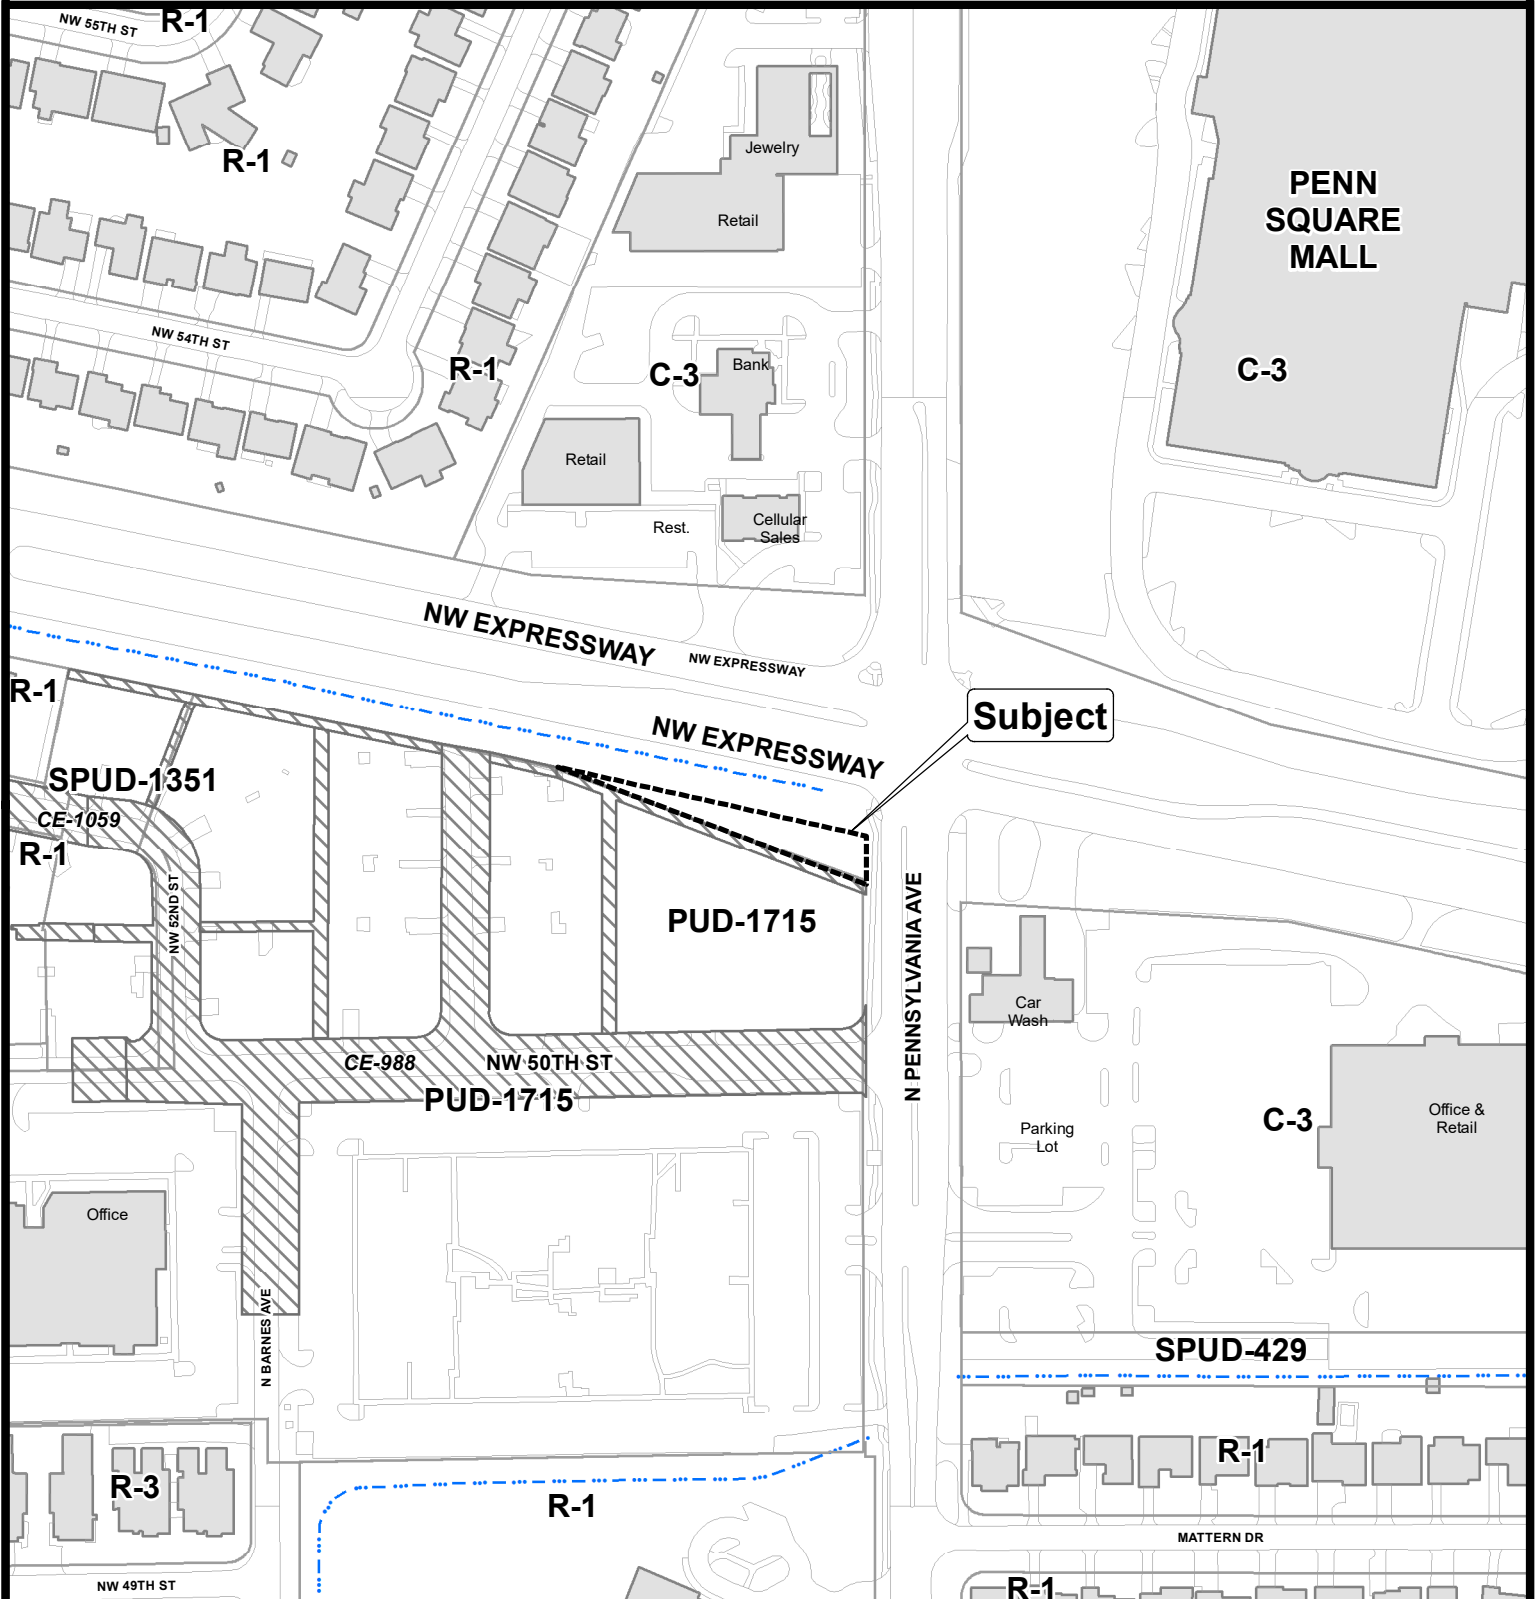 NW 55TH ST
R-1
R-1
Jewelry
Retail
PENN
SQUARE
MALL
NW 54TH ST
R-1
C-3
Bank
C-3
Retail
Rest.
Cellular
Sales
NW EXPRESSWAY
NW EXPRESSWAY
R-1
Subject
NW EXPRESSWAY
SPUD-1351
CE-1059
R-1
NW 52ND ST
PUD-1715
N PENNSYLVANIA AVE
Car
Wash
CE-988
NW 50TH ST
PUD-1715
C-3
Office &
Retail
Parking
Lot
Office
N BARNES AVE
SPUD-429
R-1
R-3
R-1
MATTERN DR
NW 49TH ST
R-1